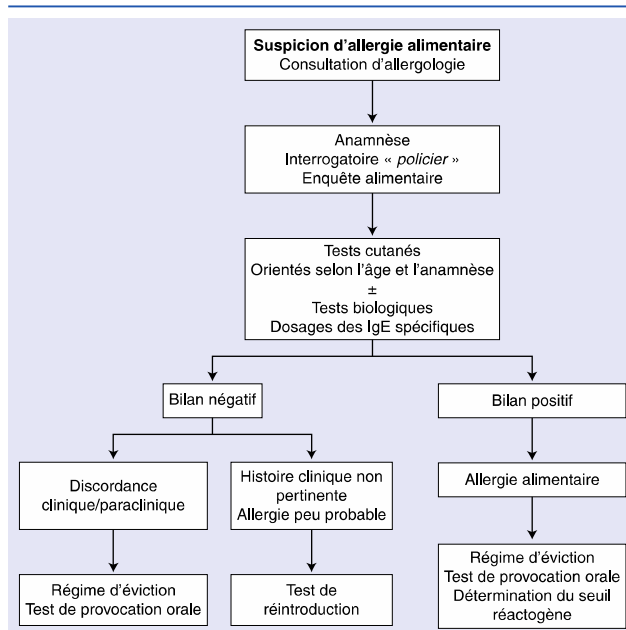 Suspicion d'allergie alimentaire
Consultation d'allergologie
Anamnèse
Interrogatoire « policier »
Enquête alimentaire
Tests cutanés
Orientés selon l'âge et l'anamnèse
±
Tests biologiques
Dosages des IgE spécifiques
Bilan négatif
Bilan positif
Discordance
clinique/paraclinique
Histoire clinique non
pertinente
Allergie peu probable
Allergie alimentaire
Régime d'éviction
Test de provocation orale
Test de
réintroduction
Régime d'éviction
Test de provocation orale
Détermination du seuil
réactogène